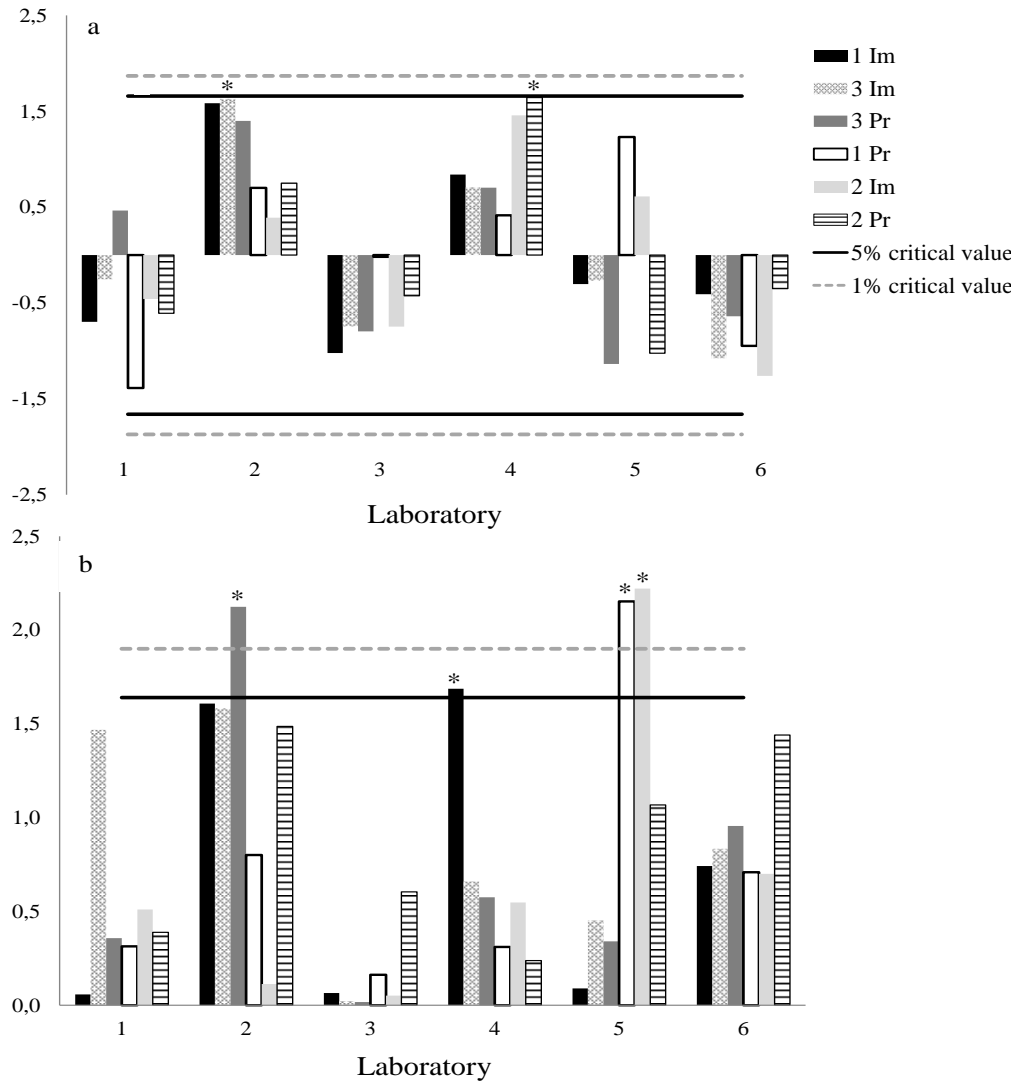 2,5
a
1 Im
3 Im
3 Pr
1 Pr
2 Im
2 Pr
5% critical value
1% critical value
* *
1,5
0,5
-0,5
-1,5
-2,5
1 2 3 4 5 6
Laboratory
2,5
b
* * * *
2,0
1,5
1,0
0,5
0,0
1 2 3 4 5 6
Laboratory